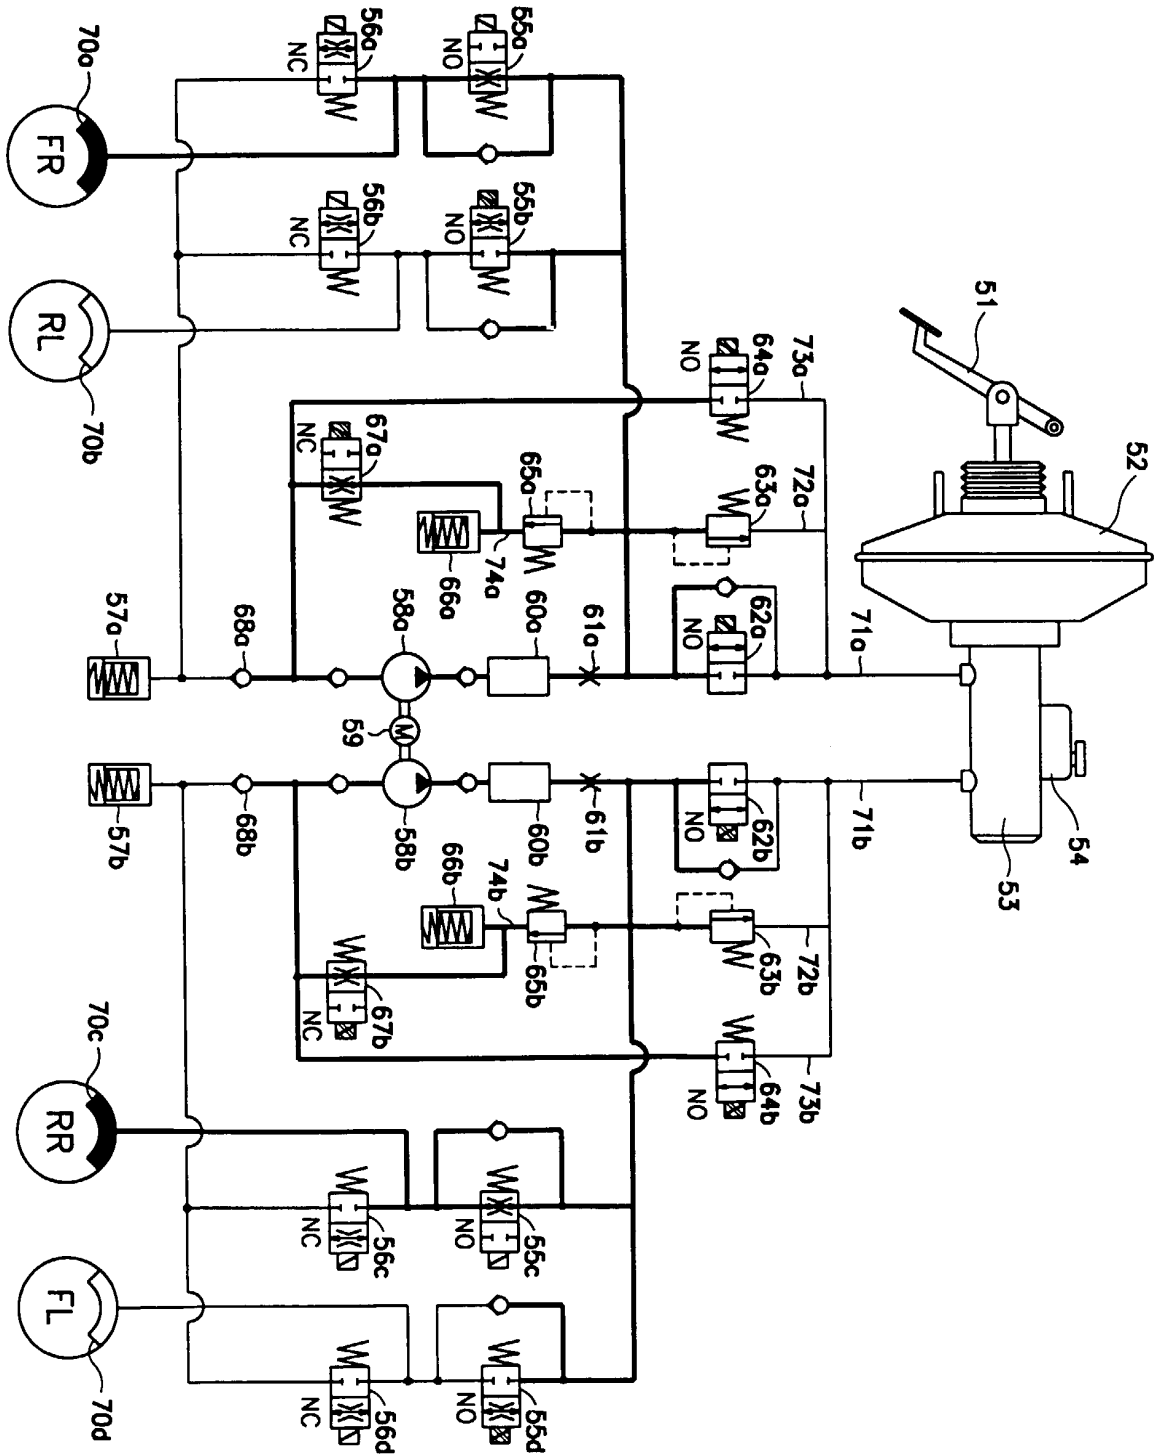 51
52
53
54
71a
71b
73a
72a
72b
73b
64a
NO
63a
62a
NO
62b
NO
63b
64b
NO
55a
NO
55b
NO
65a
74a
66a
60a
61a
60b
61b
66b
74b
65b
55c
NO
55d
NO
56a
NC
56b
NC
67a
NC
58a
59
M
58b
67b
NC
56c
NC
56d
NC
68a
68b
57a
57b
70a
FR
RL
70b
70c
RR
FL
70d